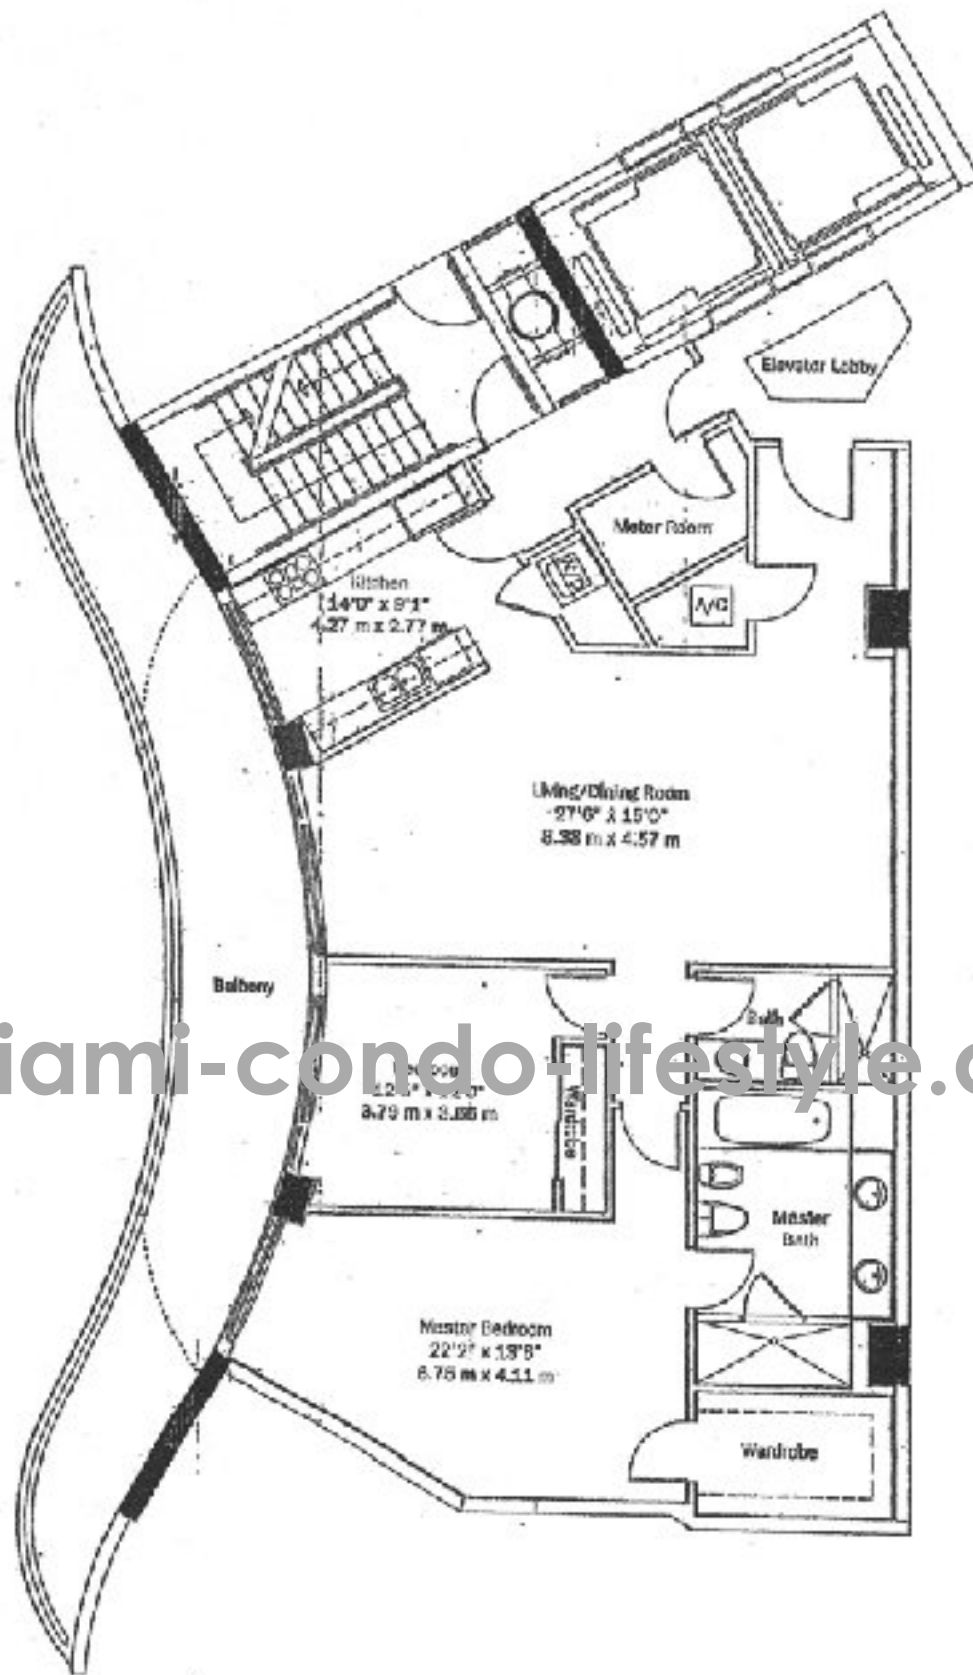 Elevator Lobby
Meter Room
A/C
Kitchen
14'0" x 9'1"
4.27 m x 2.77 m
Living/Dining Room
27'6" x 15'0"
8.38 m x 4.57 m
Balcony
Bath
iami-condo-lifestyle.c
3.79 m x 3.66 m
Wardrobe
Master
Bath
Master Bedroom
22'2" x 13'6"
6.76 m x 4.11 m
Wardrobe